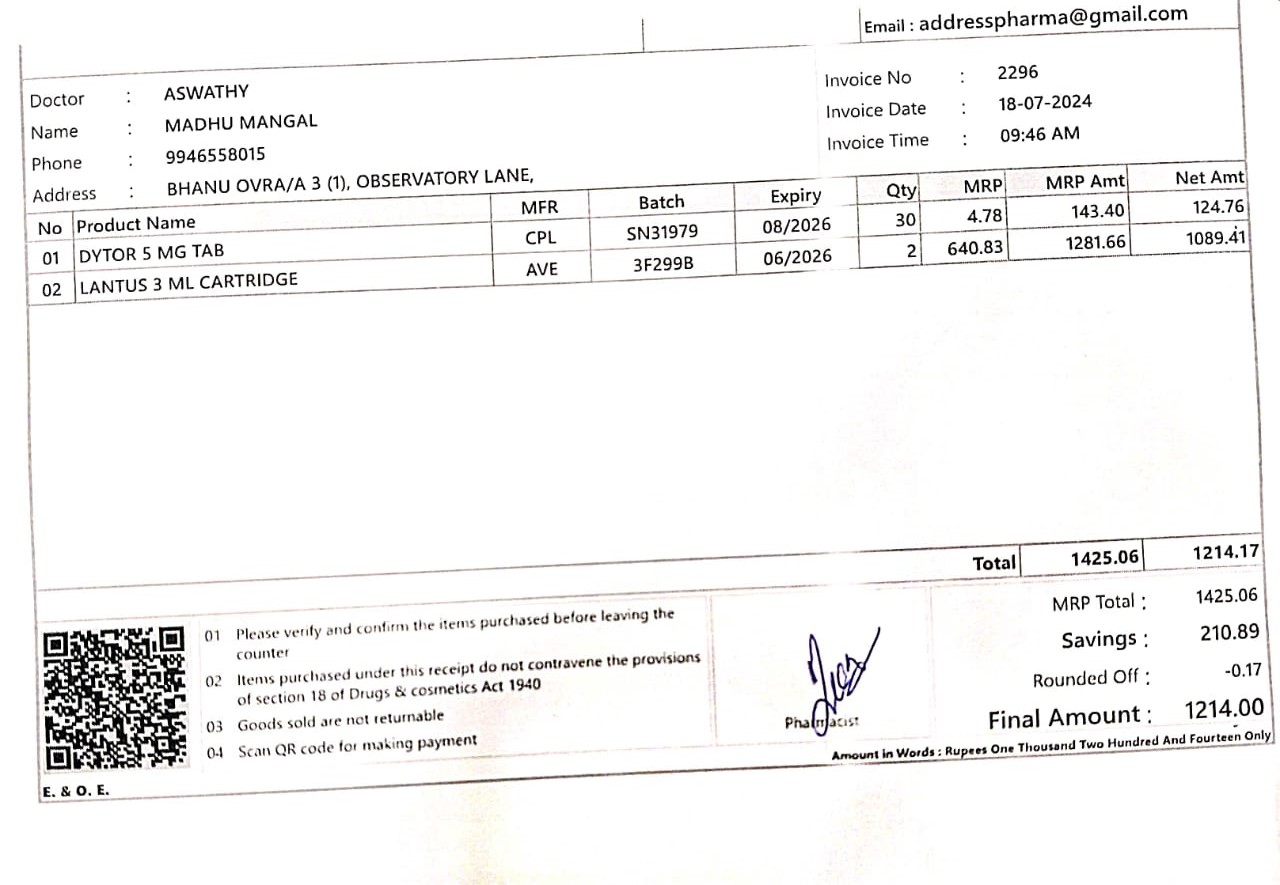 Email : addresspharma@gmail.com
Doctor : ASWATHY
Name : MADHU MANGAL
Phone : 9946558015
Address : BHANU OVRA/A 3 (1), OBSERVATORY LANE,
Invoice No : 2296
Invoice Date : 18-07-2024
Invoice Time : 09:46 AM
No Product Name MFR Batch Expiry Qty MRP MRP Amt Net Amt
01 DYTOR 5 MG TAB CPL SN31979 08/2026 30 4.78 143.40 124.76
02 LANTUS 3 ML CARTRIDGE AVE 3F299B 06/2026 2 640.83 1281.66 1089.41
Total 1425.06 1214.17
01 Please verify and confirm the items purchased before leaving the
counter
02 Items purchased under this receipt do not contravene the provisions
of section 18 of Drugs & cosmetics Act 1940
03 Goods sold are not returnable
04 Scan QR code for making payment
Pharmacist
MRP Total : 1425.06
Savings : 210.89
Rounded Off : -0.17
Final Amount : 1214.00
Amount in Words : Rupees One Thousand Two Hundred And Fourteen Only
E. & O. E.